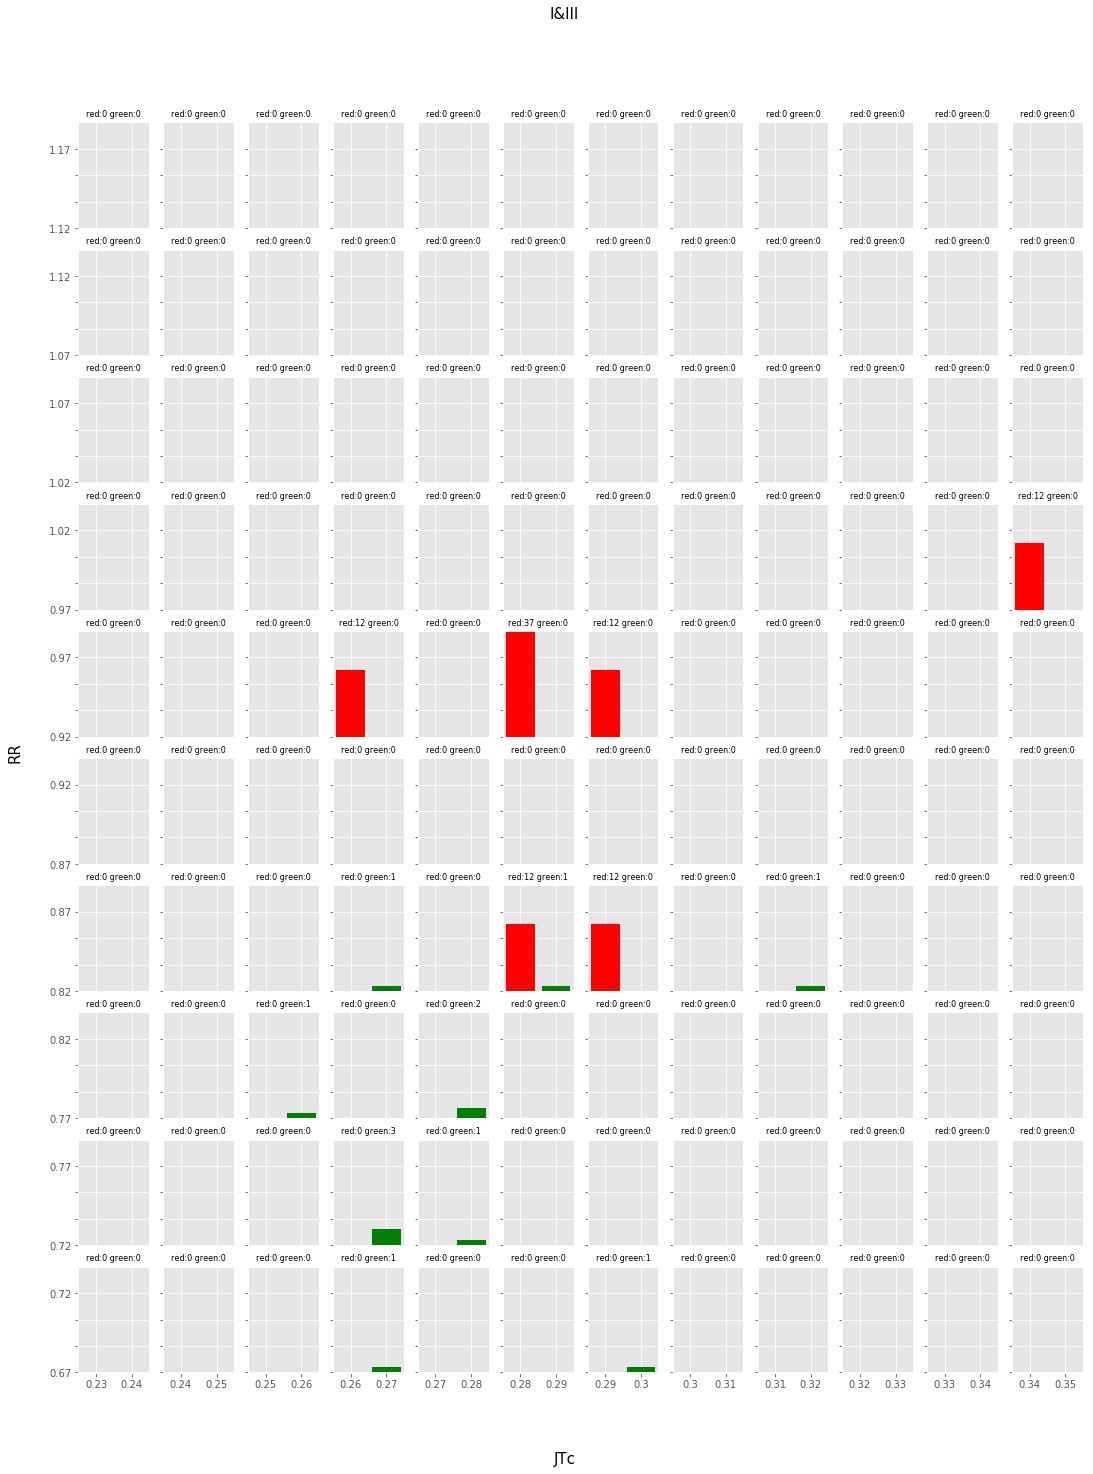 I&III
red:0 green:0 red:0 green:0 red:0 green:0 red:0 green:0 red:0 green:0 red:0 green:0 red:0 green:0 red:0 green:0 red:0 green:0 red:0 green:0 red:0 green:0 red:0 green:0
1.17
1.12
red:0 green:0 red:0 green:0 red:0 green:0 red:0 green:0 red:0 green:0 red:0 green:0 red:0 green:0 red:0 green:0 red:0 green:0 red:0 green:0 red:0 green:0 red:0 green:0
1.12
1.07
red:0 green:0 red:0 green:0 red:0 green:0 red:0 green:0 red:0 green:0 red:0 green:0 red:0 green:0 red:0 green:0 red:0 green:0 red:0 green:0 red:0 green:0 red:0 green:0
1.07
1.02
red:0 green:0 red:0 green:0 red:0 green:0 red:0 green:0 red:0 green:0 red:0 green:0 red:0 green:0 red:0 green:0 red:0 green:0 red:0 green:0 red:0 green:0 red:12 green:0
1.02
0.97
red:0 green:0 red:0 green:0 red:0 green:0 red:12 green:0 red:0 green:0 red:37 green:0 red:12 green:0 red:0 green:0 red:0 green:0 red:0 green:0 red:0 green:0 red:0 green:0
0.97
0.92
RR
red:0 green:0 red:0 green:0 red:0 green:0 red:0 green:0 red:0 green:0 red:0 green:0 red:0 green:0 red:0 green:0 red:0 green:0 red:0 green:0 red:0 green:0 red:0 green:0
0.92
0.87
red:0 green:0 red:0 green:0 red:0 green:0 red:0 green:1 red:0 green:0 red:12 green:1 red:12 green:0 red:0 green:0 red:0 green:1 red:0 green:0 red:0 green:0 red:0 green:0
0.87
0.82
red:0 green:0 red:0 green:0 red:0 green:1 red:0 green:0 red:0 green:2 red:0 green:0 red:0 green:0 red:0 green:0 red:0 green:0 red:0 green:0 red:0 green:0 red:0 green:0
0.82
0.77
red:0 green:0 red:0 green:0 red:0 green:0 red:0 green:3 red:0 green:1 red:0 green:0 red:0 green:0 red:0 green:0 red:0 green:0 red:0 green:0 red:0 green:0 red:0 green:0
0.77
0.72
red:0 green:0 red:0 green:0 red:0 green:0 red:0 green:1 red:0 green:0 red:0 green:0 red:0 green:1 red:0 green:0 red:0 green:0 red:0 green:0 red:0 green:0 red:0 green:0
0.72
0.67
0.23 0.24 0.24 0.25 0.25 0.26 0.26 0.27 0.27 0.28 0.28 0.29 0.29 0.3 0.3 0.31 0.31 0.32 0.32 0.33 0.33 0.34 0.34 0.35
JTc